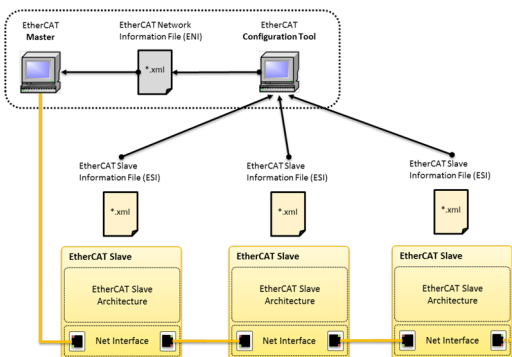 EtherCAT
Master
EtherCAT Network
Information File (ENI)
EtherCAT
Configuration Tool
*.xml
EtherCAT Slave
Information File (ESI)
EtherCAT Slave
Information File (ESI)
EtherCAT Slave
Information File (ESI)
*.xml
*.xml
*.xml
EtherCAT Slave
EtherCAT Slave
EtherCAT Slave
EtherCAT Slave
Architecture
EtherCAT Slave
Architecture
EtherCAT Slave
Architecture
Net Interface
Net Interface
Net Interface